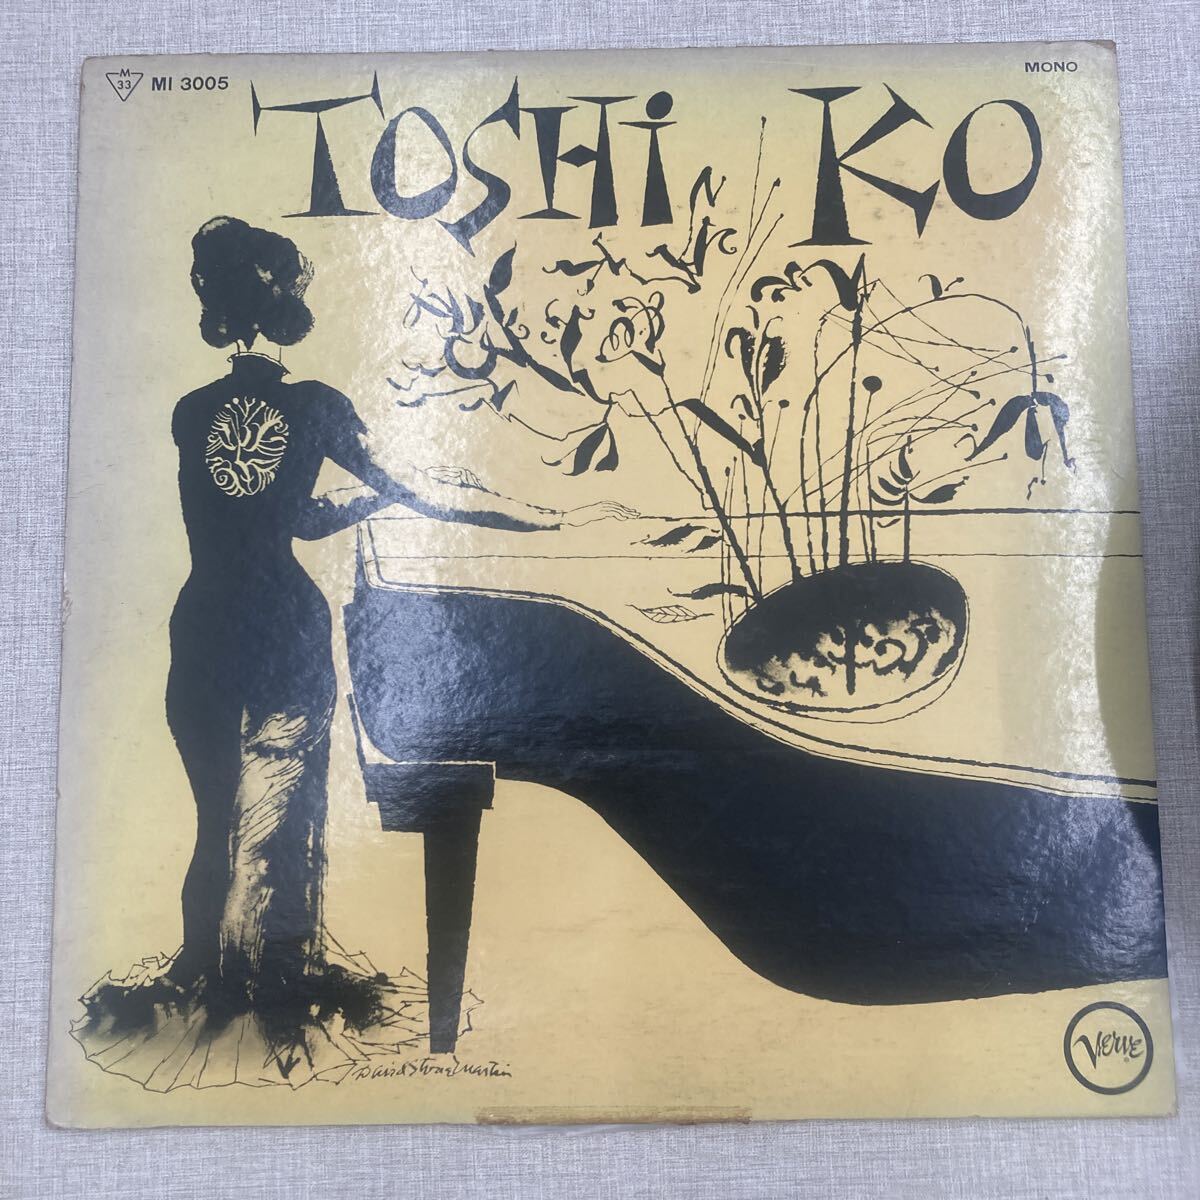 M 33 MI 3005 MONO
TOSHiKO
David Stone Martin
Verve ®